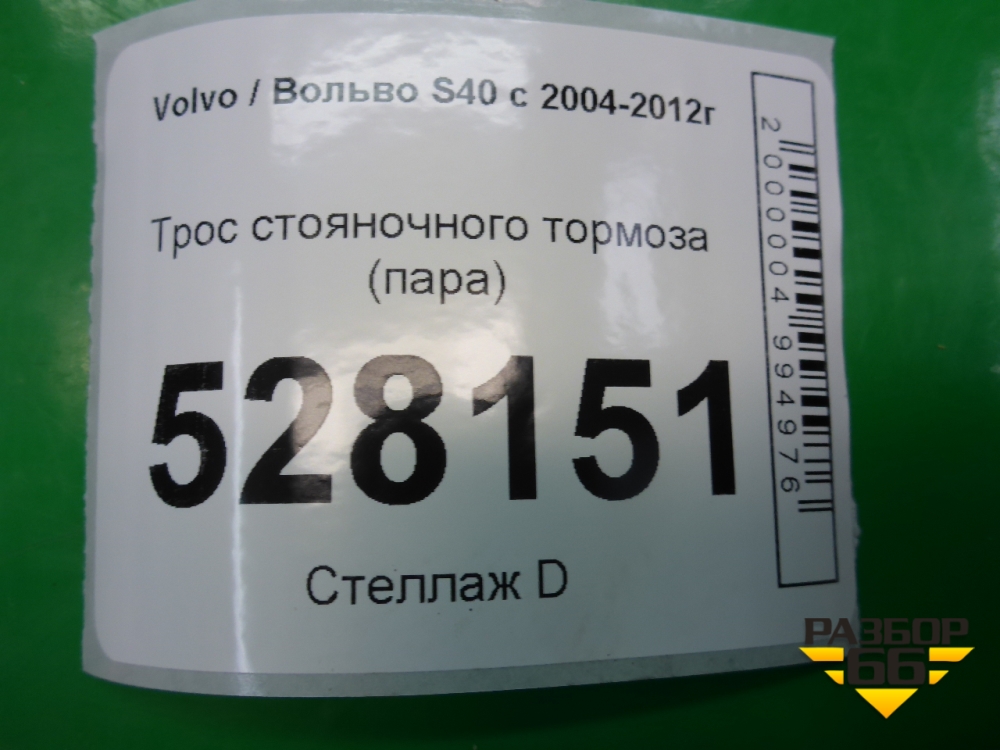 Volvo / Вольво S40 с 2004-2012г
Трос стояночного тормоза
(пара)
528151
Стеллаж D
2000004994976
РАЗБОР
66